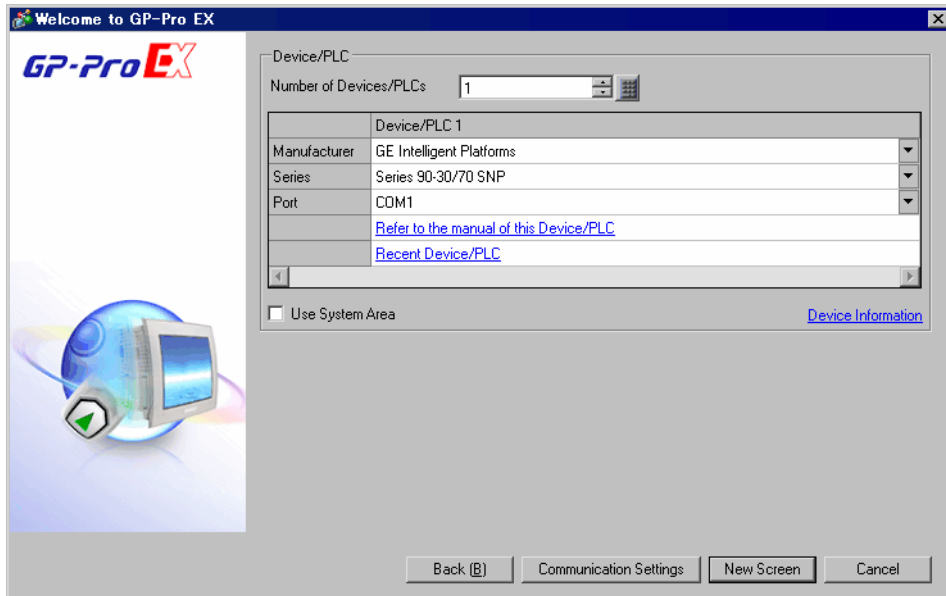 Welcome to GP-Pro EX
GP-Pro EX
Device/PLC
Number of Devices/PLCs 1
Device/PLC 1
Manufacturer GE Intelligent Platforms
Series Series 90-30/70 SNP
Port COM1
Refer to the manual of this Device/PLC
Recent Device/PLC
Use System Area Device Information
Back (B) Communication Settings New Screen Cancel